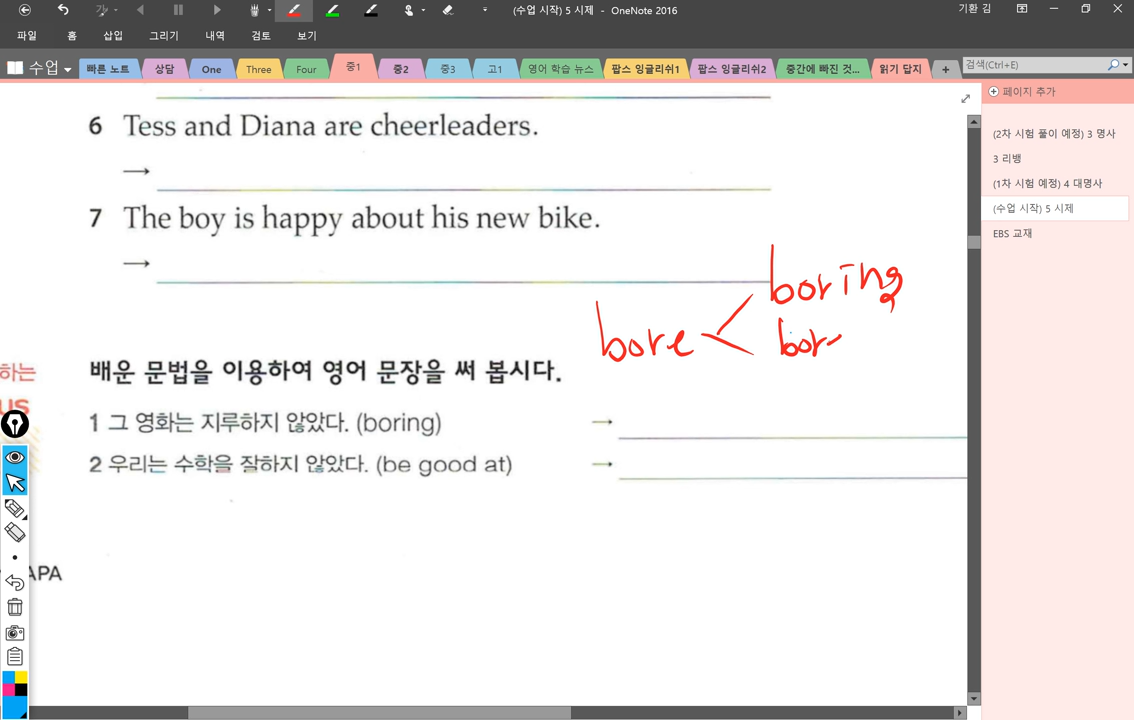 (수업 시작) 5 시제 - OneNote 2016
기환 김
파일 홈 삽입 그리기 내역 검토 보기
수업 빠른 노트 상담 One Three Four 중1 중2 중3 고1 영어 학습 뉴스 팝스 잉글리쉬1 팝스 잉글리쉬2 중간에 빠진 것... 읽기 답지 + 검색(Ctrl+E)
페이지 추가
(2차 시험 풀이 예정) 3 명사
3 리뱅
(1차 시험 예정) 4 대명사
(수업 시작) 5 시제
EBS 교재
6 Tess and Diana are cheerleaders.
→
7 The boy is happy about his new bike.
→
boring
bore < bor
하는
US
배운 문법을 이용하여 영어 문장을 써 봅시다.
1 그 영화는 지루하지 않았다. (boring) →
2 우리는 수학을 잘하지 않았다. (be good at) →
APA